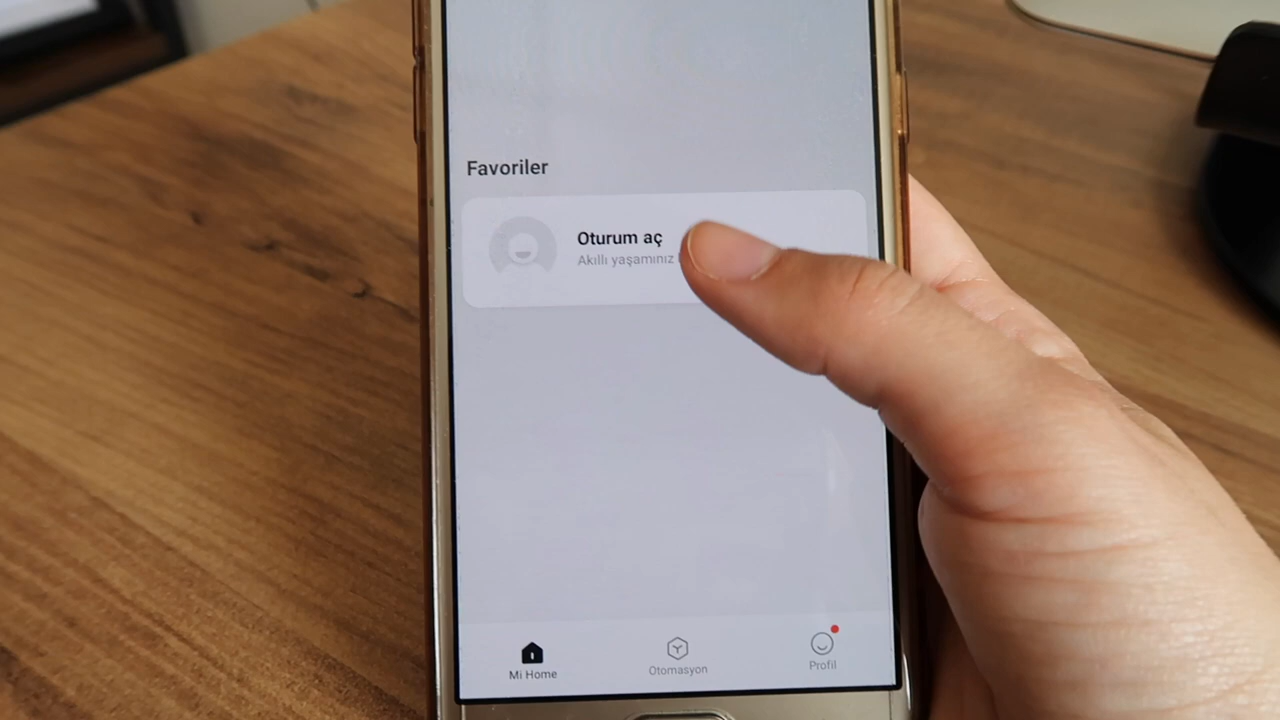 Favoriler
Oturum aç
Akıllı yaşamınız
Mi Home
Otomasyon
Profil